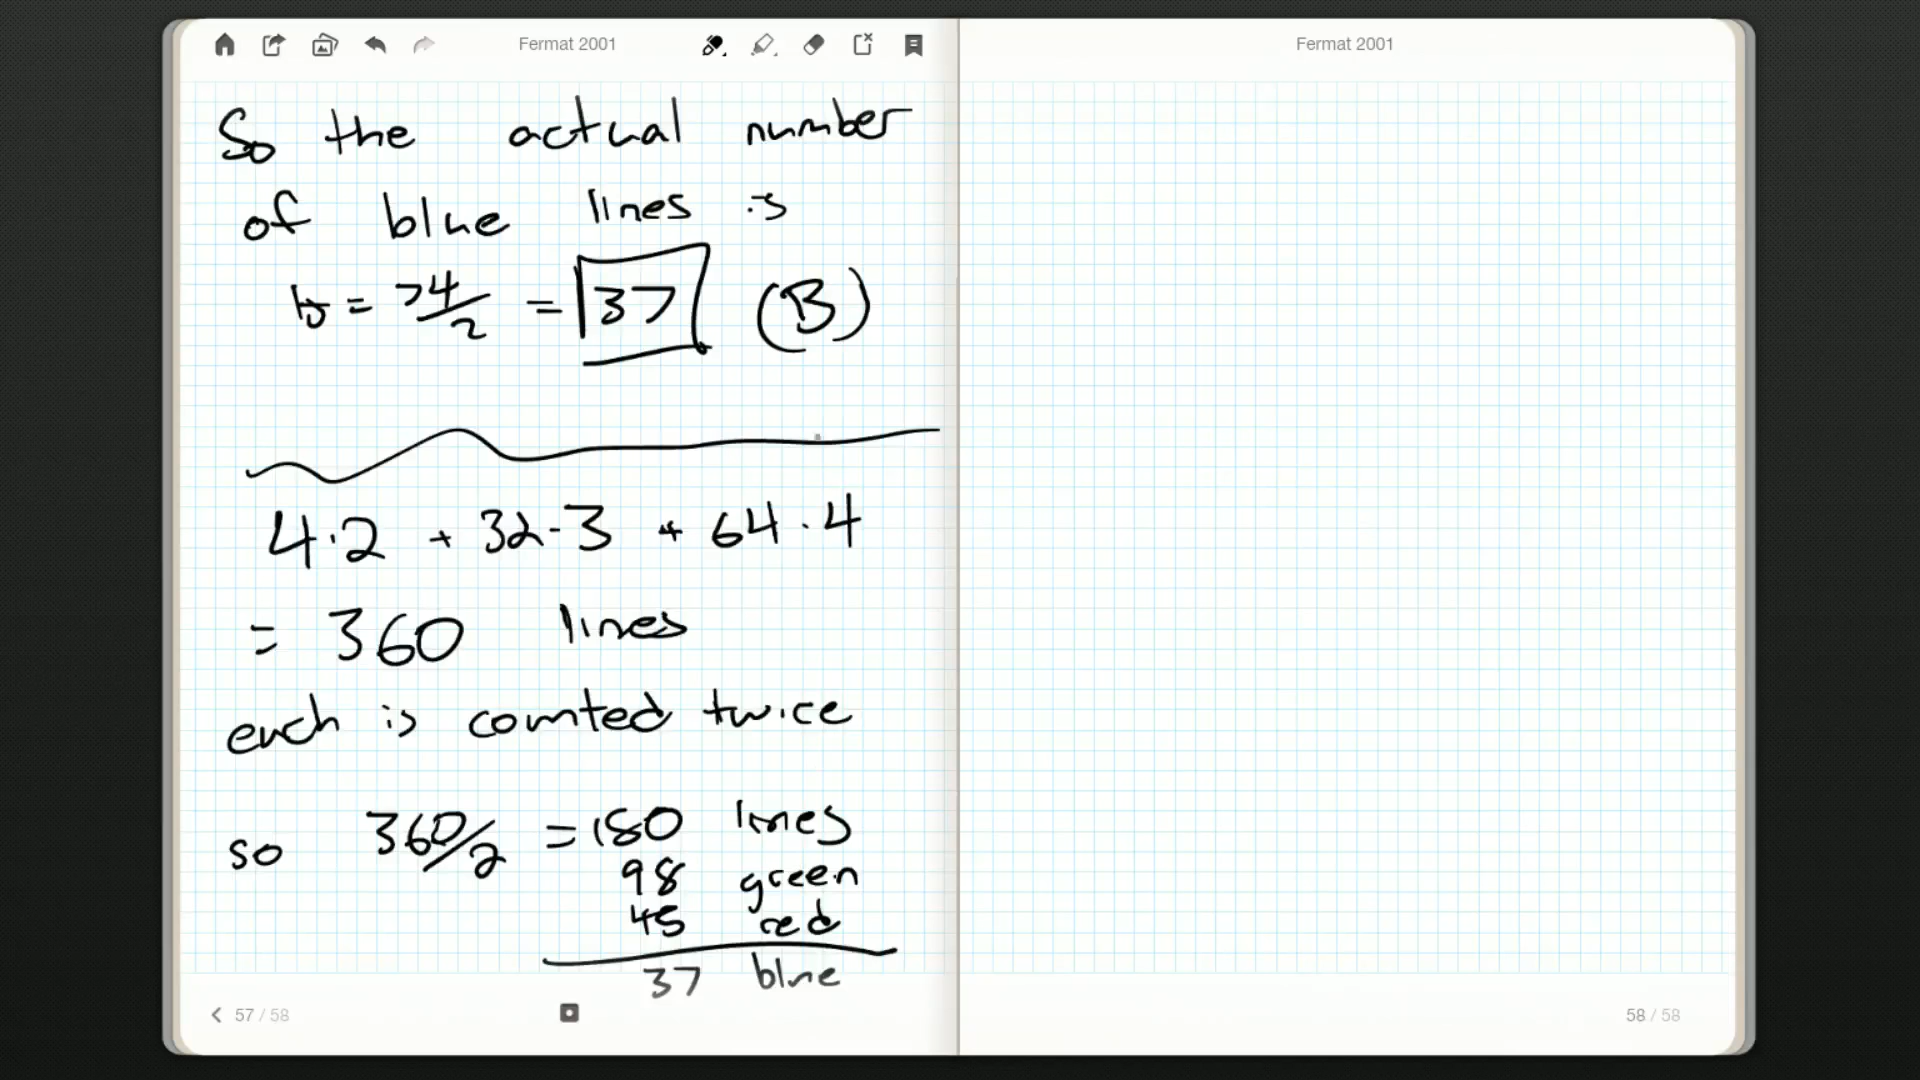 Fermat 2001
So the actual number
of blue lines is
b = 74/2 = 37 (B)
4·2 + 32·3 + 64·4
= 360 lines
each is counted twice
so 360/2 = 180 lines
98 green
45 red
37 blue
57 / 58
Fermat 2001
58 / 58